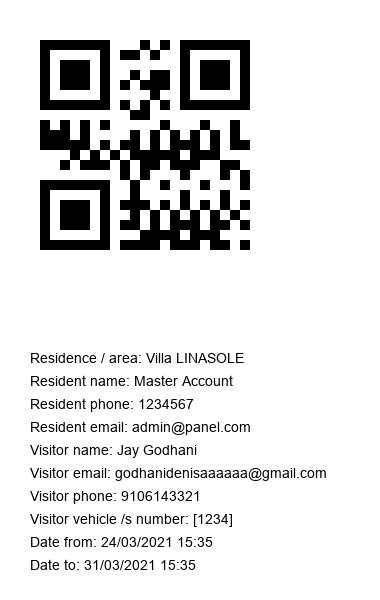 Residence / area: Villa LINASOLE
Resident name: Master Account
Resident phone: 1234567
Resident email: admin@panel.com
Visitor name: Jay Godhani
Visitor email: godhanidenisaaaaaa@gmail.com
Visitor phone: 9106143321
Visitor vehicle /s number: [1234]
Date from: 24/03/2021 15:35
Date to: 31/03/2021 15:35